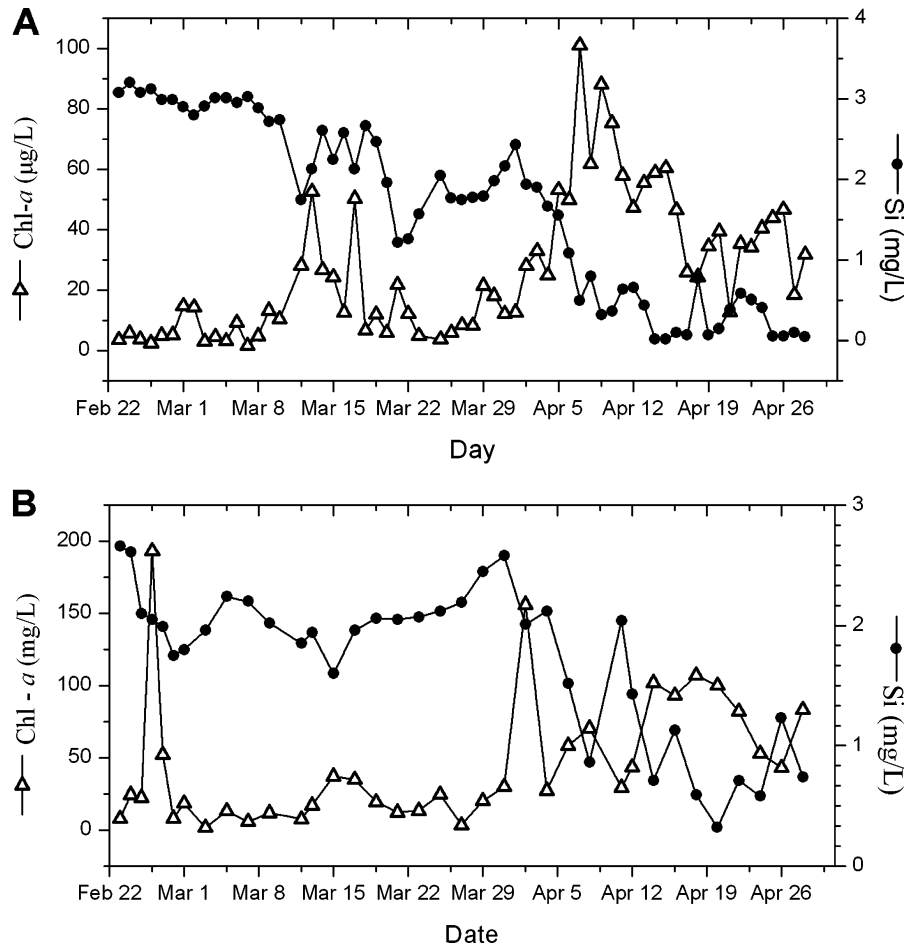 A
Chl-a (µg/L)
100
80
60
40
20
0
4
3
2
1
0
Si (mg/L)
Feb 22 Mar 1 Mar 8 Mar 15 Mar 22 Mar 29 Apr 5 Apr 12 Apr 19 Apr 26
Day
B
Chl - a (mg/L)
200
150
100
50
0
3
2
1
0
Si (mg/L)
Feb 22 Mar 1 Mar 8 Mar 15 Mar 22 Mar 29 Apr 5 Apr 12 Apr 19 Apr 26
Date